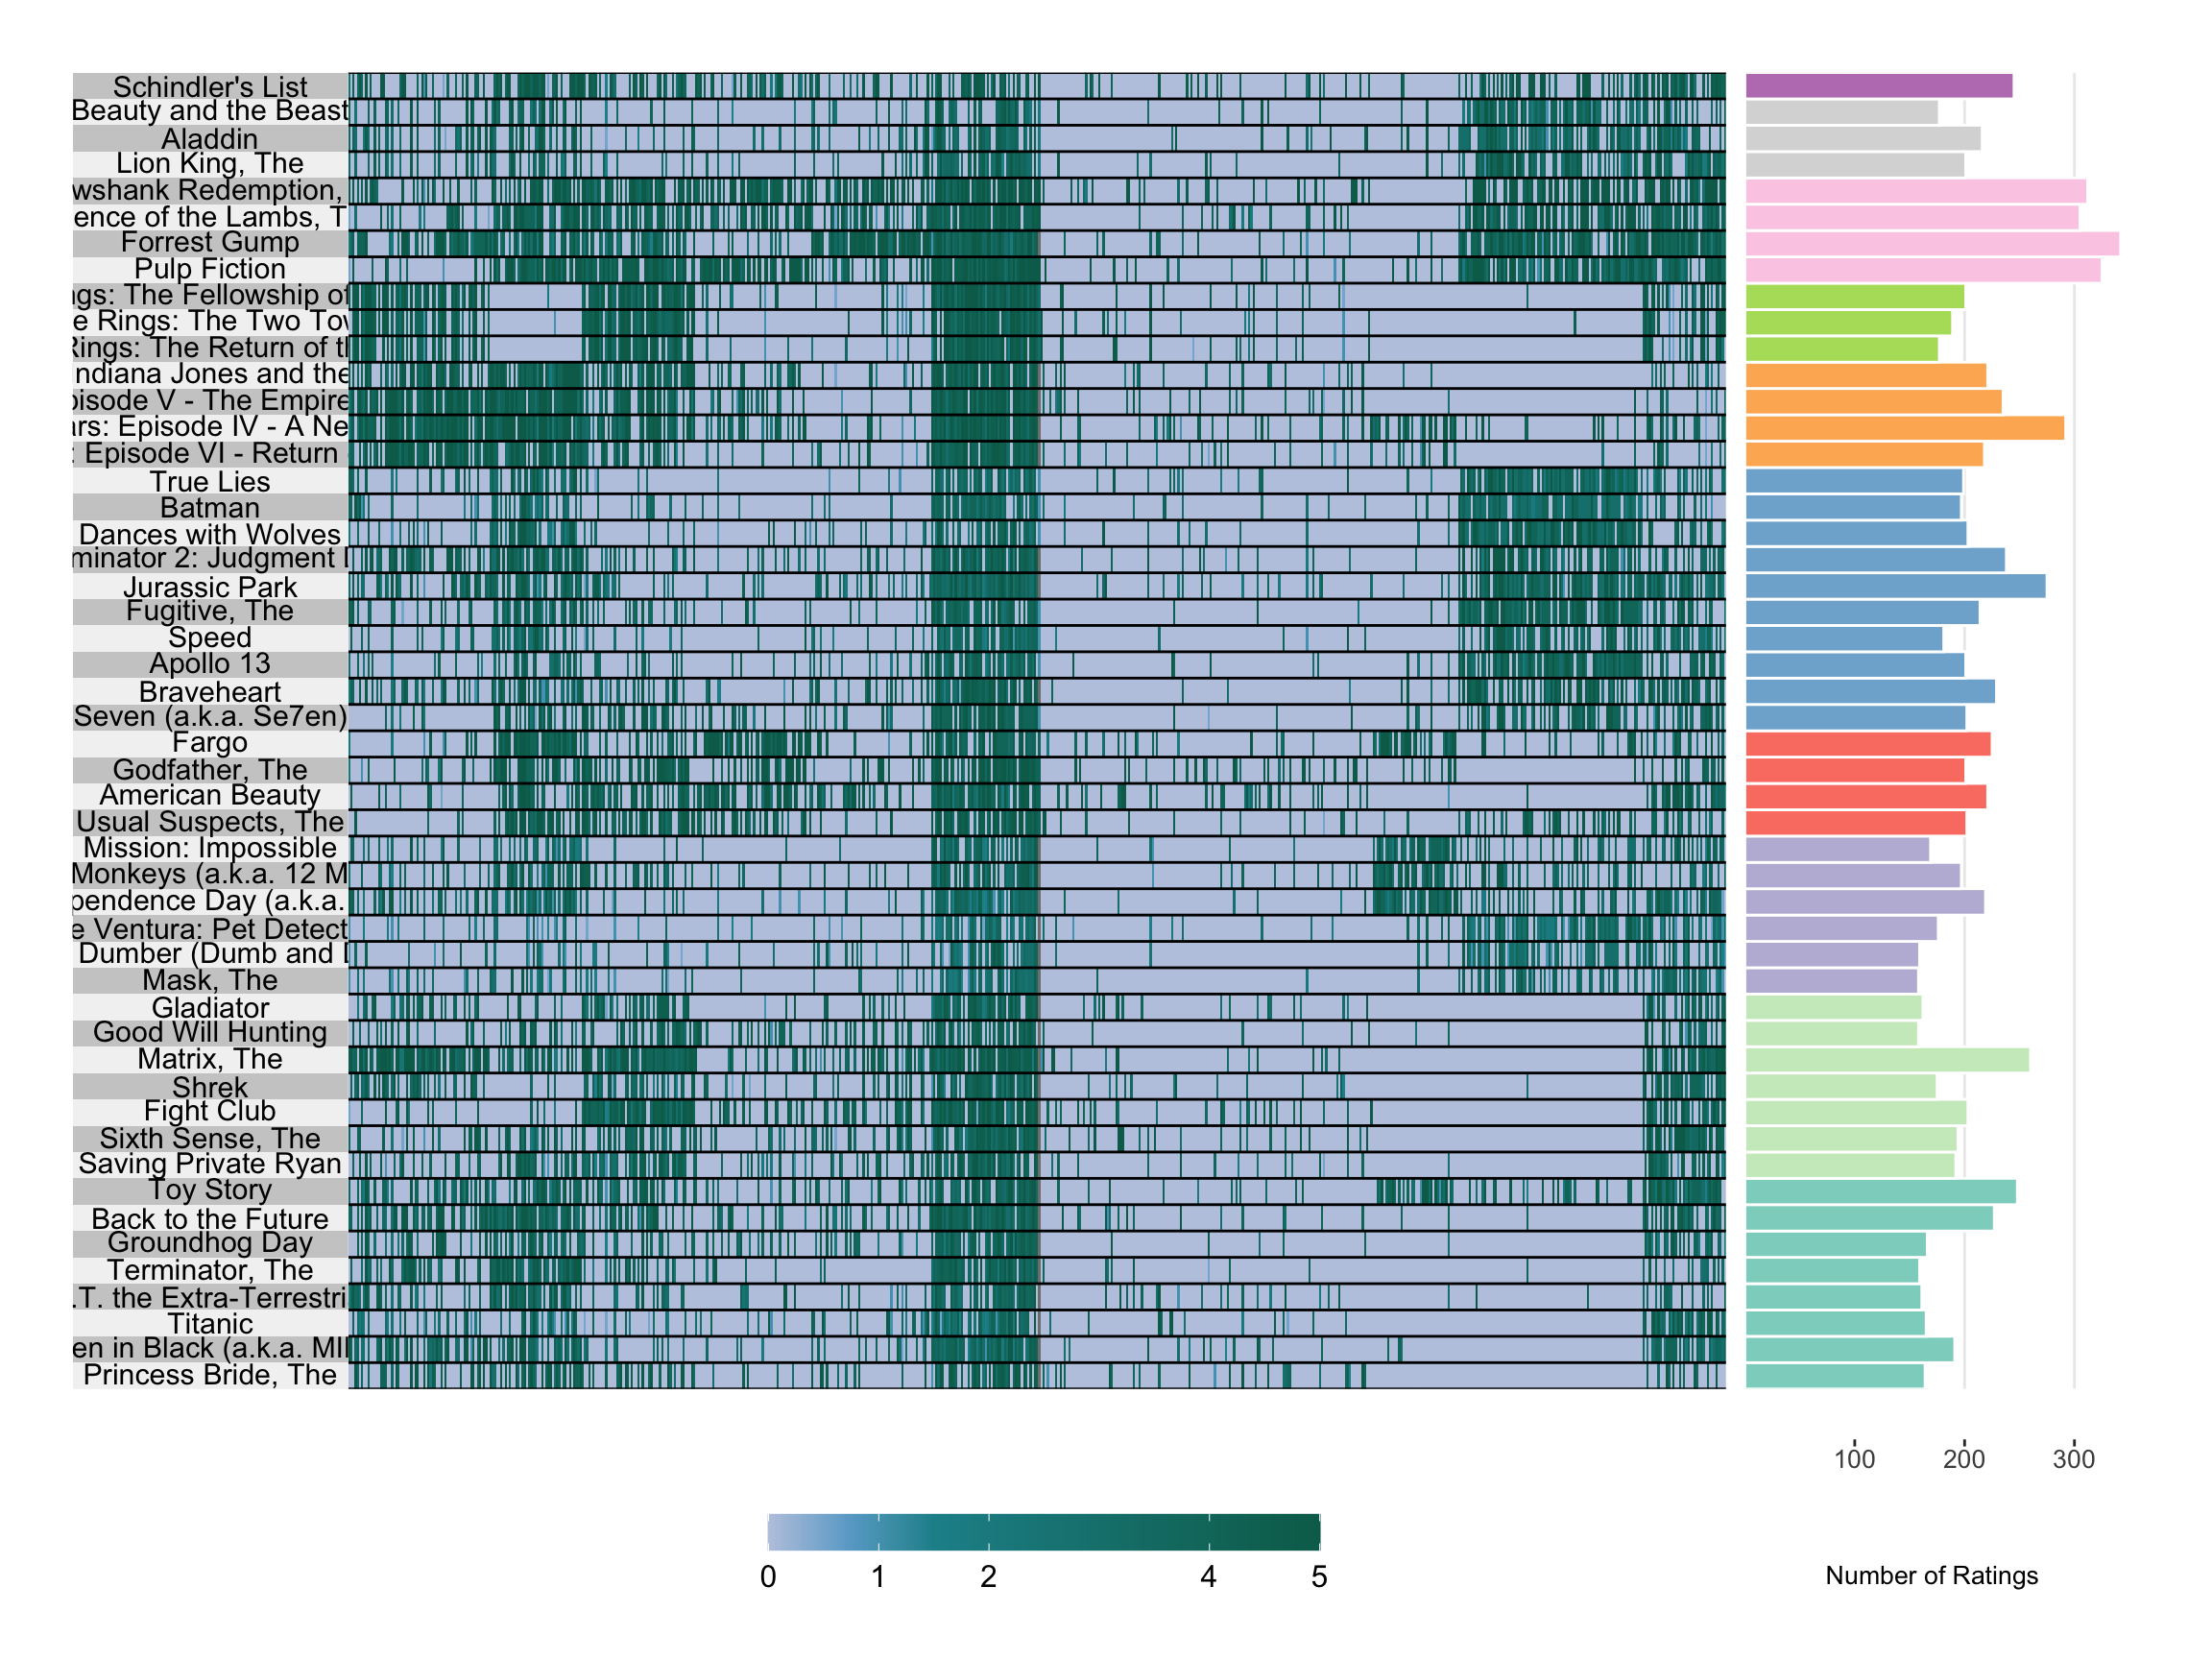 Schindler's List
Beauty and the Beast
Aladdin
Lion King, The
wshank Redemption,
ence of the Lambs, T
Forrest Gump
Pulp Fiction
ngs: The Fellowship of
e Rings: The Two Tow
Rings: The Return of th
ndiana Jones and the
pisode V - The Empire
ars: Episode IV - A Ne
: Episode VI - Return
True Lies
Batman
Dances with Wolves
minator 2: Judgment D
Jurassic Park
Fugitive, The
Speed
Apollo 13
Braveheart
Seven (a.k.a. Se7en)
Fargo
Godfather, The
American Beauty
Usual Suspects, The
Mission: Impossible
Monkeys (a.k.a. 12 M
pendence Day (a.k.a.
e Ventura: Pet Detect
Dumber (Dumb and D
Mask, The
Gladiator
Good Will Hunting
Matrix, The
Shrek
Fight Club
Sixth Sense, The
Saving Private Ryan
Toy Story
Back to the Future
Groundhog Day
Terminator, The
.T. the Extra-Terrestri
Titanic
en in Black (a.k.a. MII
Princess Bride, The
100 200 300
0 1 2 4 5
Number of Ratings